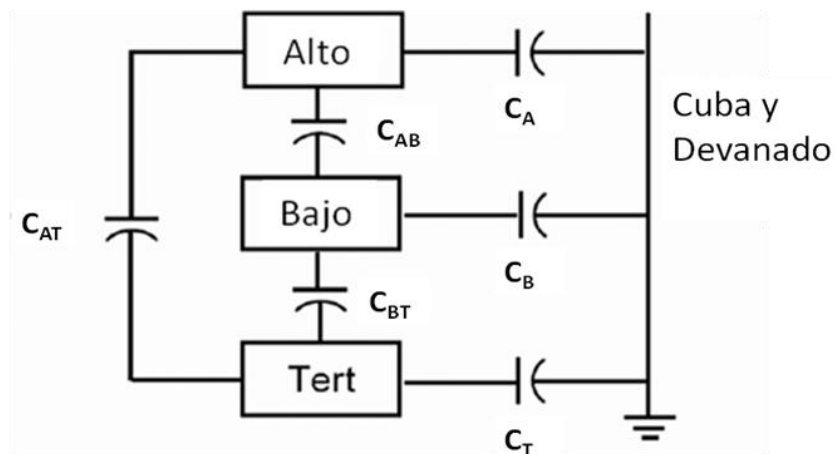 Alto
C_A
Cuba y
Devanado
C_AB
C_AT
Bajo
C_B
C_BT
Tert
C_T